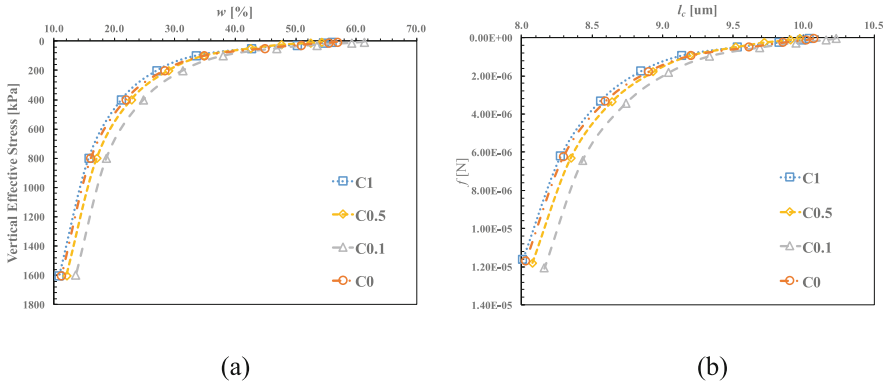 w [%]
10.0 20.0 30.0 40.0 50.0 60.0 70.0
0
200
400
600
800
1000
1200
1400
1600
1800
Vertical Effective Stress [kPa]
C1
C0.5
C0.1
C0
(a)
l_c [um]
8.0 8.5 9.0 9.5 10.0 10.5
0.00E+00
2.00E-06
4.00E-06
6.00E-06
8.00E-06
1.00E-05
1.20E-05
1.40E-05
f [N]
C1
C0.5
C0.1
C0
(b)